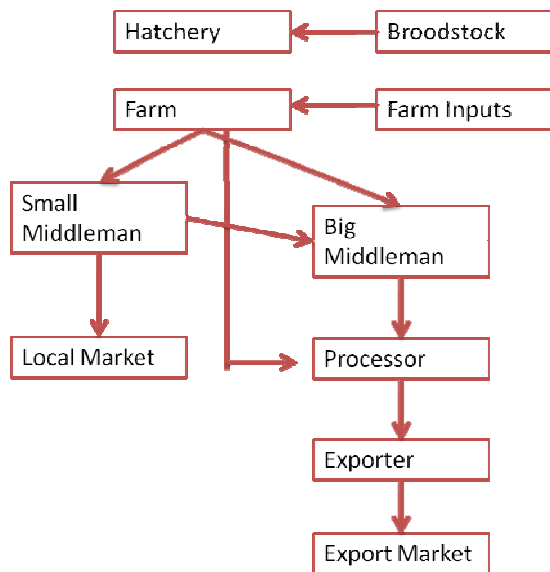 Hatchery
Broodstock
Farm
Farm Inputs
Small
Middleman
Big
Middleman
Local Market
Processor
Exporter
Export Market